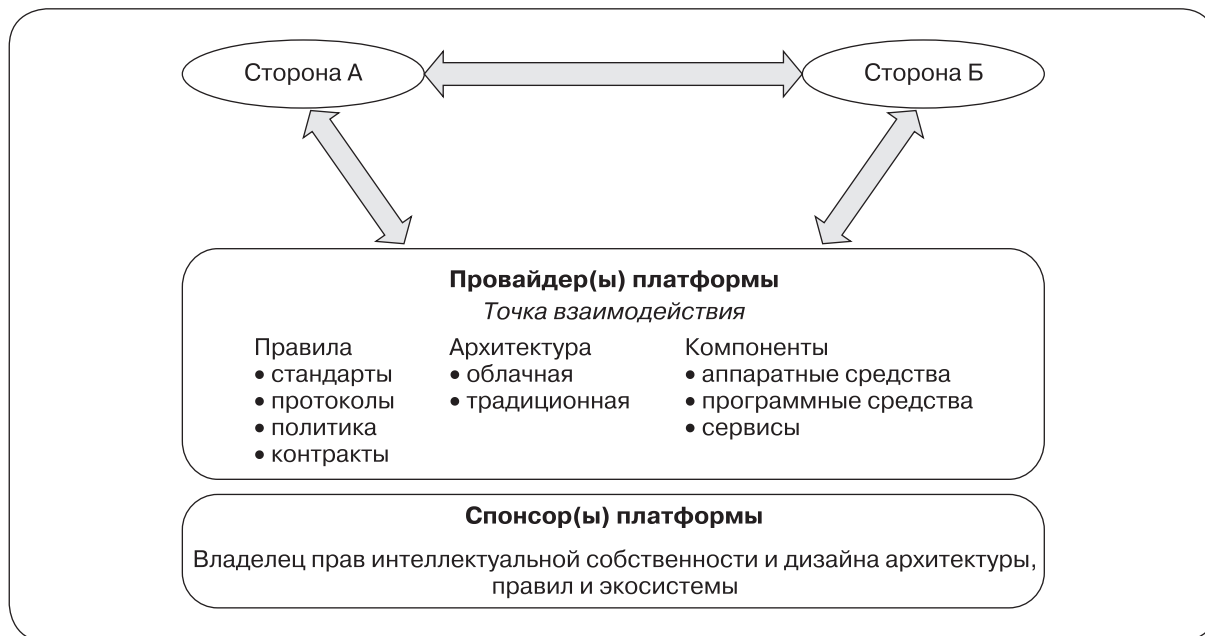 Сторона А
Сторона Б
Провайдер(ы) платформы
Точка взаимодействия
Правила
• стандарты
• протоколы
• политика
• контракты
Архитектура
• облачная
• традиционная
Компоненты
• аппаратные средства
• программные средства
• сервисы
Спонсор(ы) платформы
Владелец прав интеллектуальной собственности и дизайна архитектуры,
правил и экосистемы